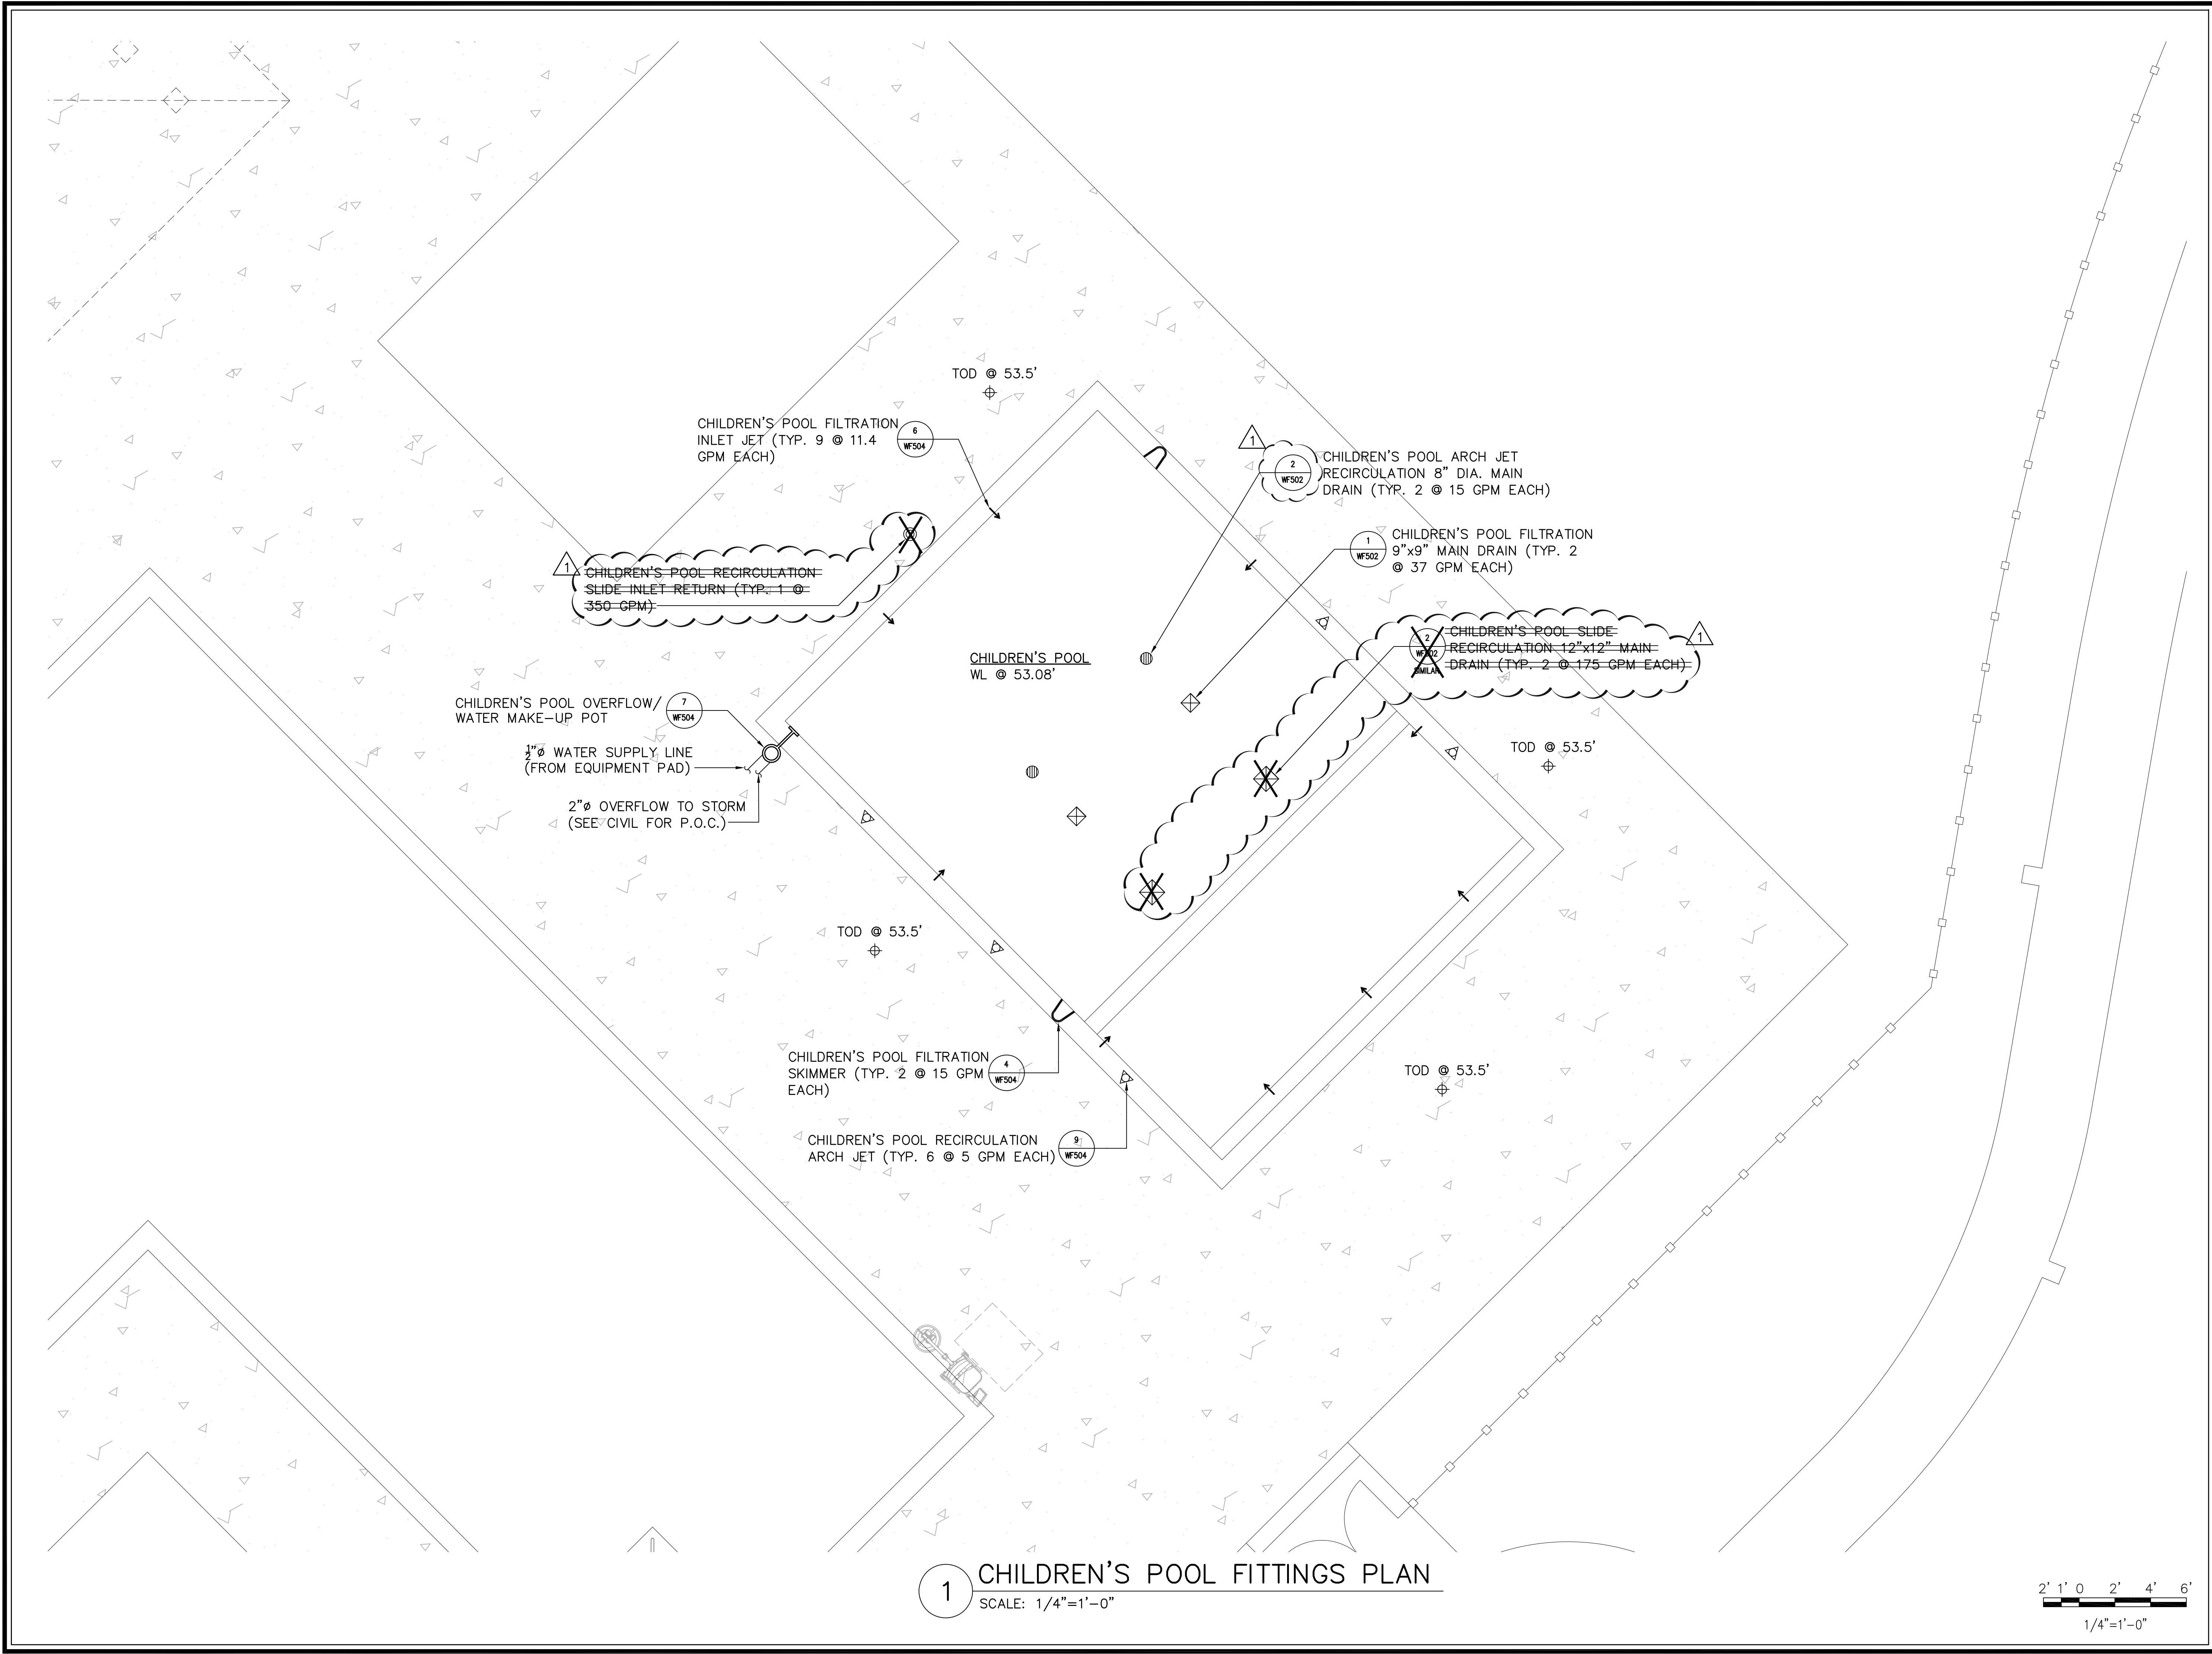 TOD @ 53.5'
CHILDREN'S POOL FILTRATION
INLET JET (TYP. 9 @ 11.4
GPM EACH)
6
WF504
1
2
WF502
CHILDREN'S POOL ARCH JET
RECIRCULATION 8" DIA. MAIN
DRAIN (TYP. 2 @ 15 GPM EACH)
1
WF502
CHILDREN'S POOL FILTRATION
9"x9" MAIN DRAIN (TYP. 2
@ 37 GPM EACH)
1
CHILDREN'S POOL RECIRCULATION
SLIDE INLET RETURN (TYP. 1 @
350 GPM)
2
WF502
SIMILAR
CHILDREN'S POOL SLIDE
RECIRCULATION 12"x12" MAIN
DRAIN (TYP. 2 @ 175 GPM EACH)
1
CHILDREN'S POOL
WL @ 53.08'
CHILDREN'S POOL OVERFLOW/
WATER MAKE-UP POT
7
WF504
1/2"ø WATER SUPPLY LINE
(FROM EQUIPMENT PAD)
2"ø OVERFLOW TO STORM
(SEE CIVIL FOR P.O.C.)
TOD @ 53.5'
TOD @ 53.5'
CHILDREN'S POOL FILTRATION
SKIMMER (TYP. 2 @ 15 GPM
EACH)
4
WF504
TOD @ 53.5'
CHILDREN'S POOL RECIRCULATION
ARCH JET (TYP. 6 @ 5 GPM EACH)
9
WF504
1
CHILDREN'S POOL FITTINGS PLAN
SCALE: 1/4"=1'-0"
2' 1' 0 2' 4' 6'
1/4"=1'-0"